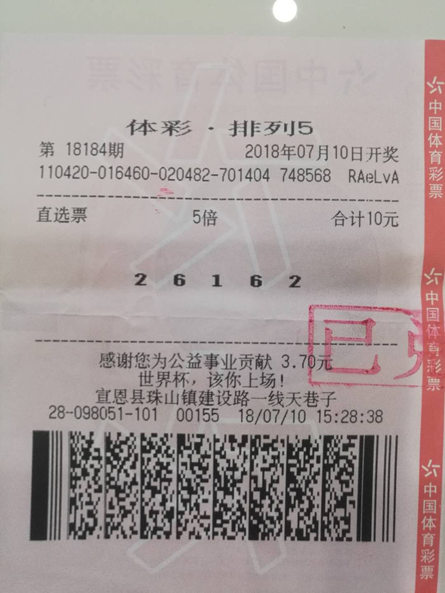 体彩·排列5
第 18184期 2018年07月10日开奖
110420-016460-020482-701404 748568 RAeLvA
直选票 5倍 合计10元
2 6 1 6 2
感谢您为公益事业贡献 3.70元
世界杯，该你上场！
宣恩县珠山镇建设路一线天巷子
28-098051-101 00155 18/07/10 15:28:38
已
中国体育彩票
中国体育彩票
中国体育彩票
中国体育彩票